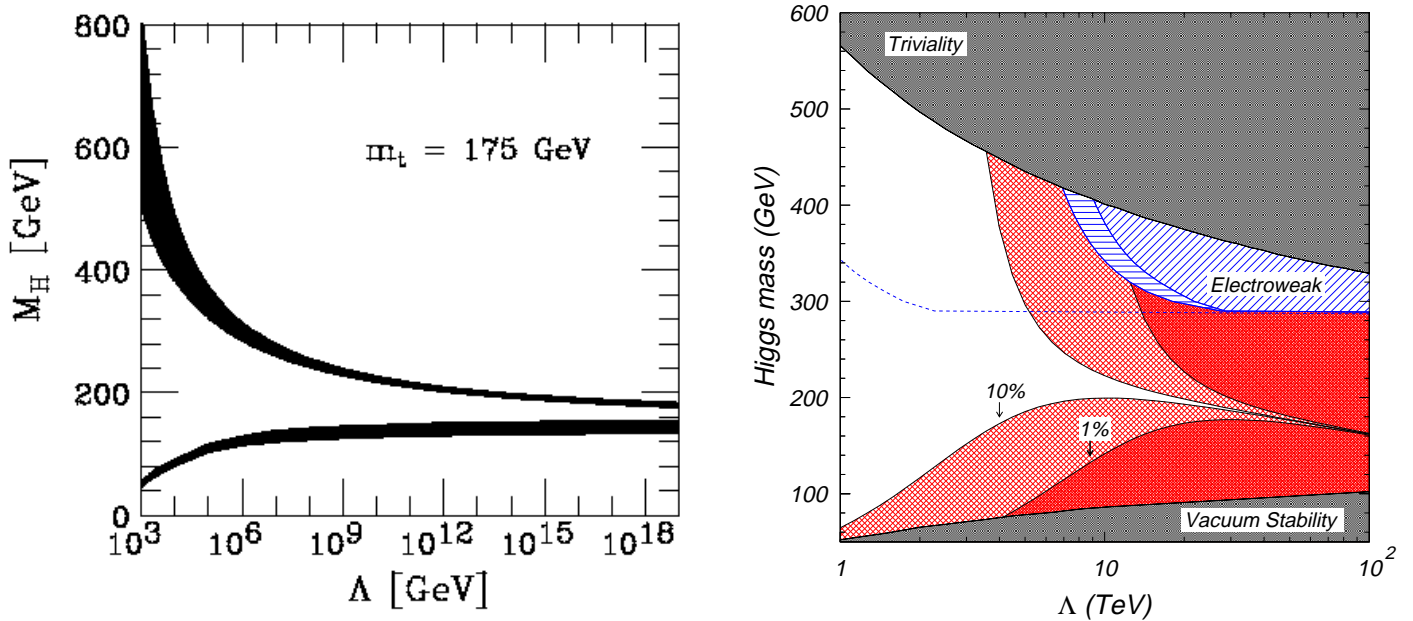 800
600
400
200
0
M_H [GeV]
m_t = 175 GeV
10^3
10^6
10^9
10^12
10^15
10^18
Λ [GeV]
600
500
400
300
200
100
Higgs mass (GeV)
Triviality
Electroweak
10%
1%
Vacuum Stability
1
10
10^2
Λ (TeV)